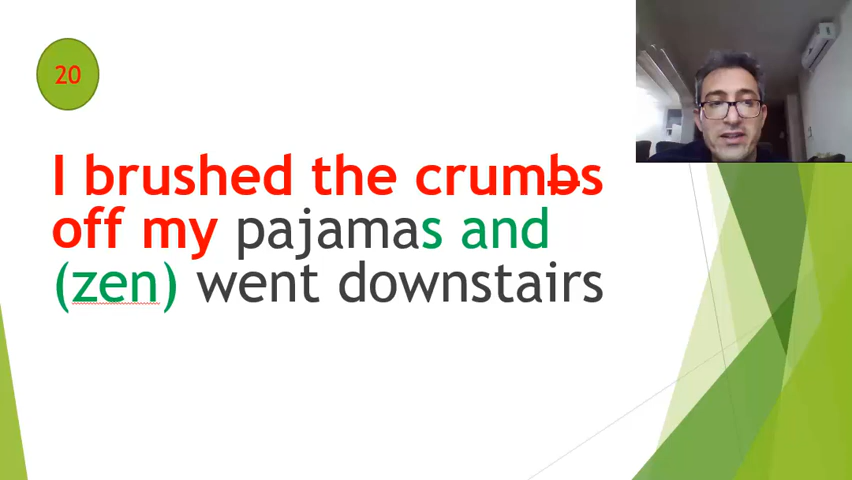 20
I brushed the crumbs
off my pajamas and
(zen) went downstairs